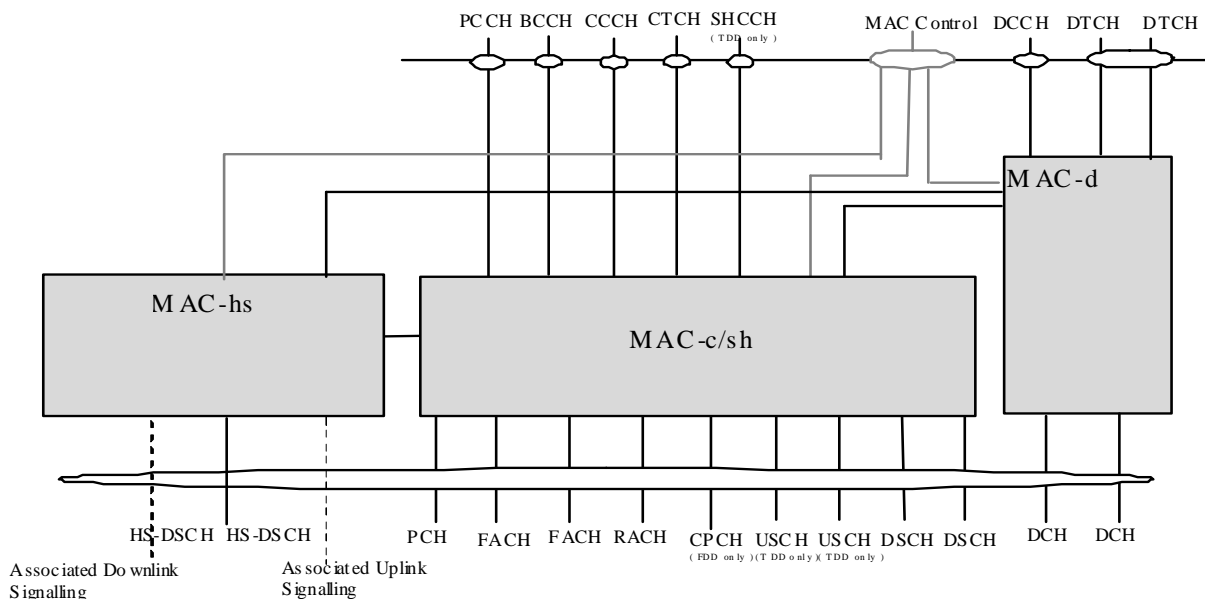 PCCH BCCH CCCH CTCH SHCCH MAC Control DCCH DTCH DTCH
( TDD only )
MAC-d
MAC-hs
MAC-c/sh
HS-DSCH HS-DSCH PCH FACH FACH RACH CPCH USCH USCH DSCH DSCH DCH DCH
( FDD only ) ( TDD only ) ( TDD only )
Associated Downlink
Signalling
Associated Uplink
Signalling